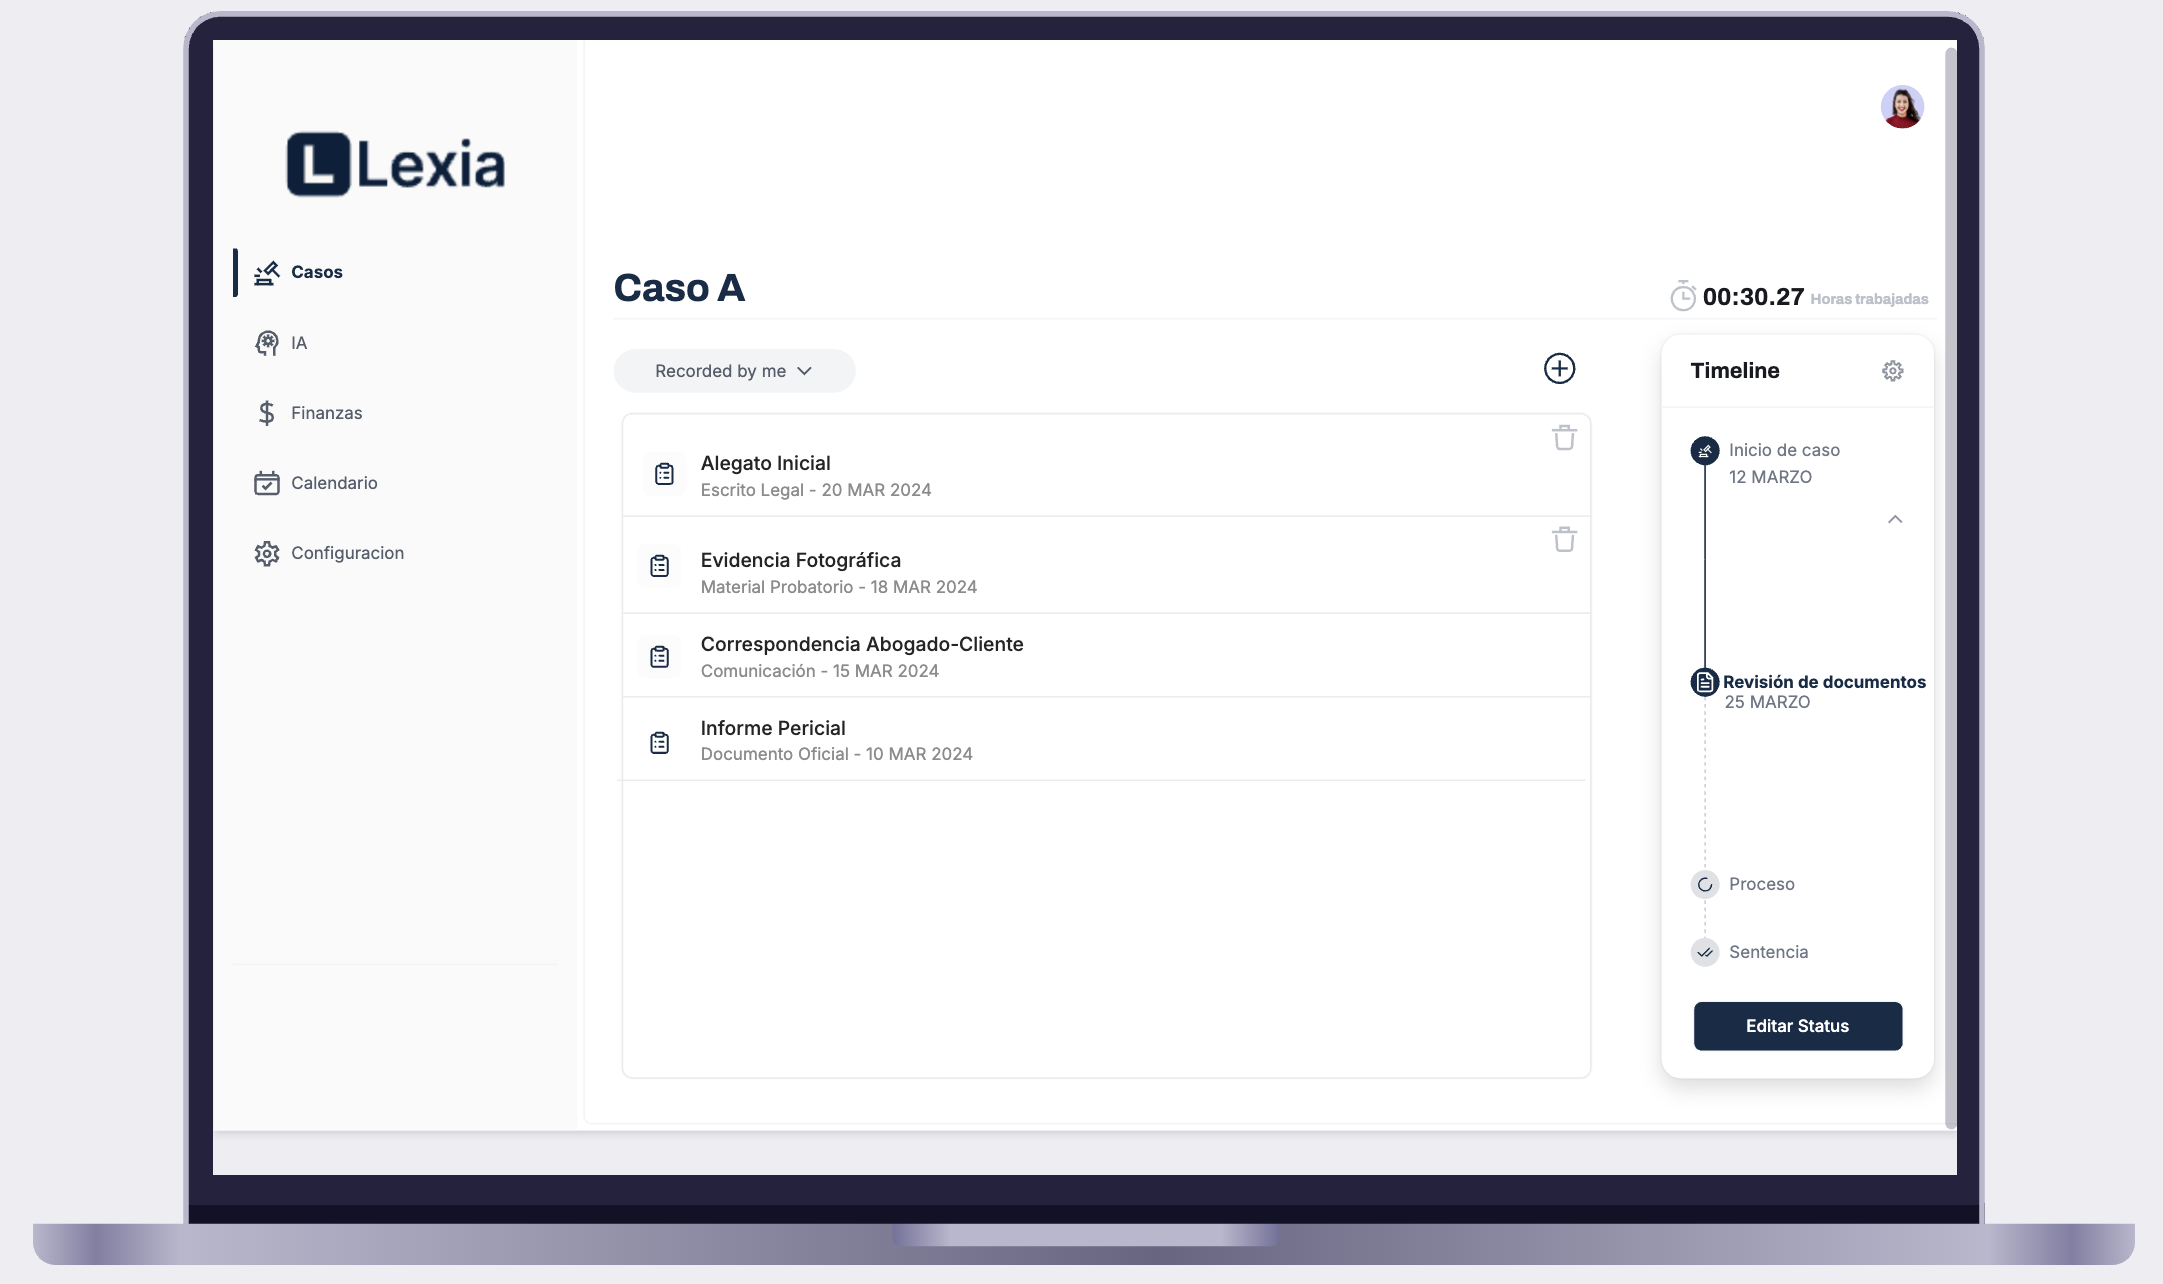 L Lexia
Casos
IA
Finanzas
Calendario
Configuracion
Caso A
00:30.27 Horas trabajadas
Recorded by me
Alegato Inicial
Escrito Legal - 20 MAR 2024
Evidencia Fotográfica
Material Probatorio - 18 MAR 2024
Correspondencia Abogado-Cliente
Comunicación - 15 MAR 2024
Informe Pericial
Documento Oficial - 10 MAR 2024
Timeline
Inicio de caso
12 MARZO
Revisión de documentos
25 MARZO
Proceso
Sentencia
Editar Status